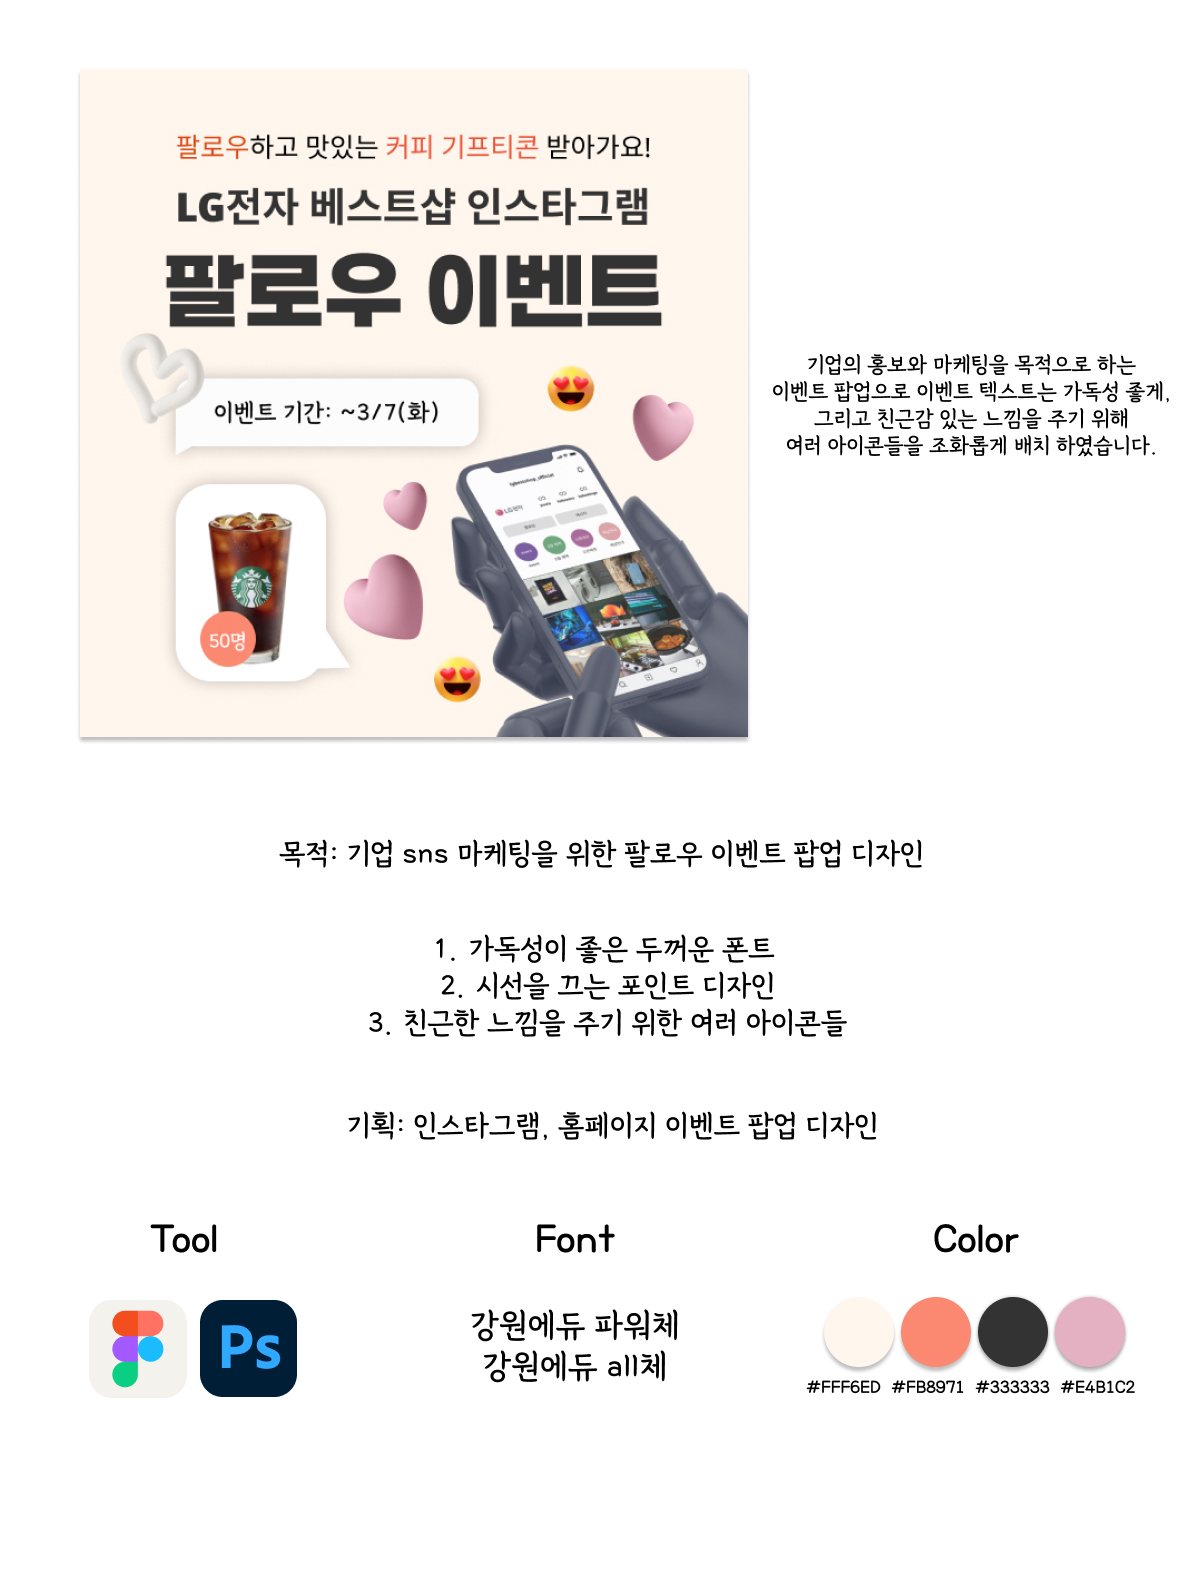 팔로우하고 맛있는 커피 기프티콘 받아가요!
LG전자 베스트샵 인스타그램
팔로우 이벤트
이벤트 기간: ~3/7(화)
50명
LG전자
기업의 홍보와 마케팅을 목적으로 하는
이벤트 팝업으로 이벤트 텍스트는 가독성 좋게,
그리고 친근감 있는 느낌을 주기 위해
여러 아이콘들을 조화롭게 배치 하였습니다.
목적: 기업 sns 마케팅을 위한 팔로우 이벤트 팝업 디자인
1. 가독성이 좋은 두꺼운 폰트
2. 시선을 끄는 포인트 디자인
3. 친근한 느낌을 주기 위한 여러 아이콘들
기획: 인스타그램, 홈페이지 이벤트 팝업 디자인
Tool
Ps
Font
강원에듀 파워체
강원에듀 all체
Color
#FFF6ED #FB8971 #333333 #E4B1C2